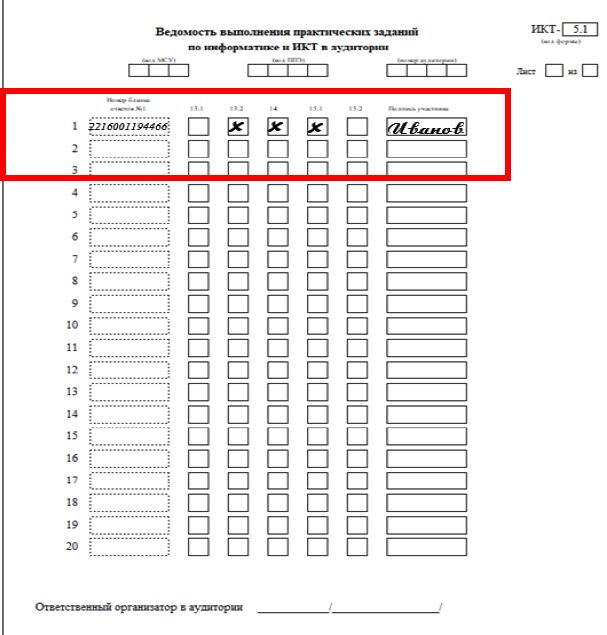 Ведомость выполнения практических заданий ИКТ- 5.1
по информатике и ИКТ в аудитории (код формы)
(код МСУ) (код ППЭ) (номер аудитории)
Лист из
Номер бланка
ответов №1 13.1 13.2 14 15.1 15.2 Подпись участника
1 2216001194466 x x x Иванов
2
3
4
5
6
7
8
9
10
11
12
13
14
15
16
17
18
19
20
Ответственный организатор в аудитории ____________/____________________/